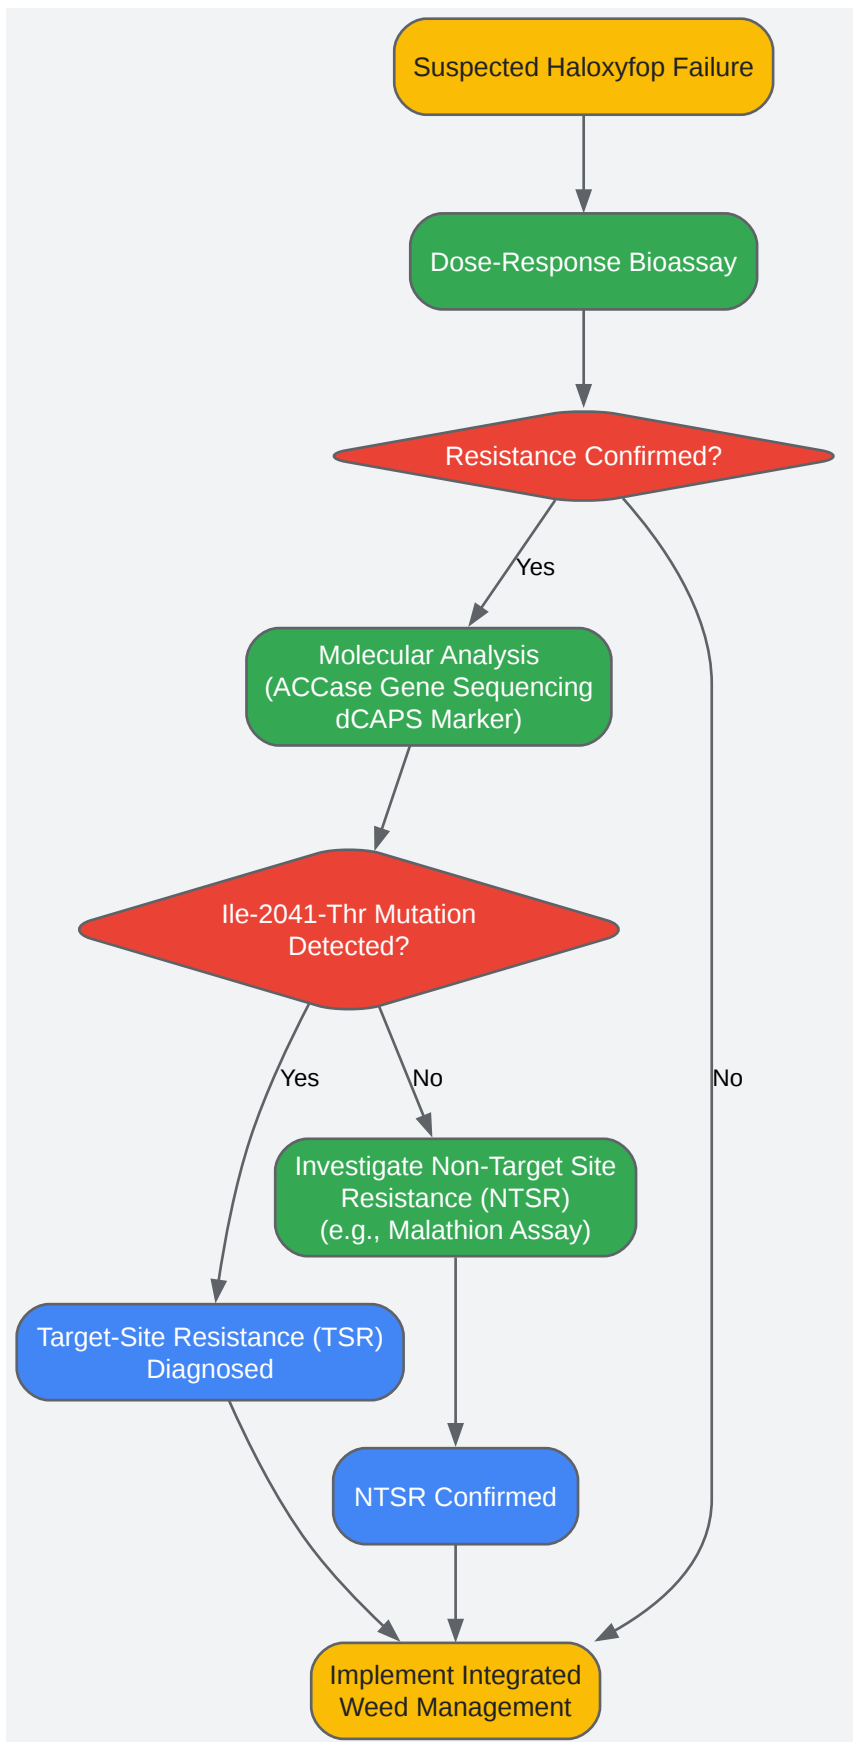 Suspected Haloxyfop Failure
Dose-Response Bioassay
Resistance Confirmed?
Yes
Molecular Analysis
(ACCase Gene Sequencing
dCAPS Marker)
Ile-2041-Thr Mutation
Detected?
Yes
No
No
Investigate Non-Target Site
Resistance (NTSR)
(e.g., Malathion Assay)
Target-Site Resistance (TSR)
Diagnosed
NTSR Confirmed
Implement Integrated
Weed Management